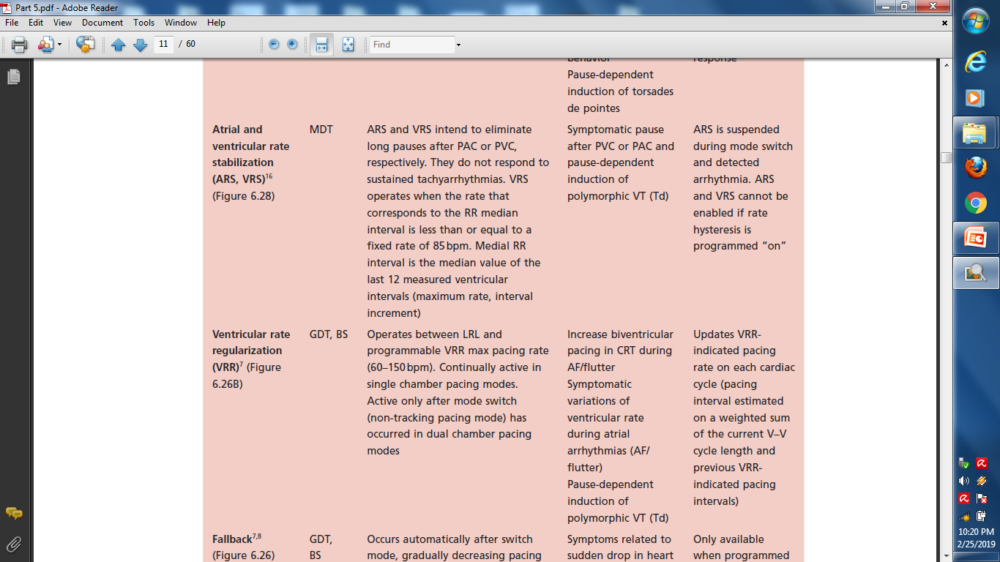 Part 5.pdf - Adobe Reader
File Edit View Document Tools Window Help
11 / 60
Find
behavior
Pause-dependent
induction of torsades
de pointes
response
Atrial and
ventricular rate
stabilization
(ARS, VRS)16
(Figure 6.28)
MDT
ARS and VRS intend to eliminate
long pauses after PAC or PVC,
respectively. They do not respond to
sustained tachyarrhythmias. VRS
operates when the rate that
corresponds to the RR median
interval is less than or equal to a
fixed rate of 85 bpm. Medial RR
interval is the median value of the
last 12 measured ventricular
intervals (maximum rate, interval
increment)
Symptomatic pause
after PVC or PAC and
pause-dependent
induction of
polymorphic VT (Td)
ARS is suspended
during mode switch
and detected
arrhythmia. ARS
and VRS cannot be
enabled if rate
hysteresis is
programmed “on”
Ventricular rate
regularization
(VRR)7 (Figure
6.26B)
GDT, BS
Operates between LRL and
programmable VRR max pacing rate
(60–150 bpm). Continually active in
single chamber pacing modes.
Active only after mode switch
(non-tracking pacing mode) has
occurred in dual chamber pacing
modes
Increase biventricular
pacing in CRT during
AF/flutter
Symptomatic
variations of
ventricular rate
during atrial
arrhythmias (AF/
flutter)
Pause-dependent
induction of
polymorphic VT (Td)
Updates VRR-
indicated pacing
rate on each cardiac
cycle (pacing
interval estimated
on a weighted sum
of the current V–V
cycle length and
previous VRR-
indicated pacing
intervals)
Fallback7,8
(Figure 6.26)
GDT,
BS
Occurs automatically after switch
mode, gradually decreasing pacing
Symptoms related to
sudden drop in heart
Only available
when programmed
10:20 PM
2/25/2019